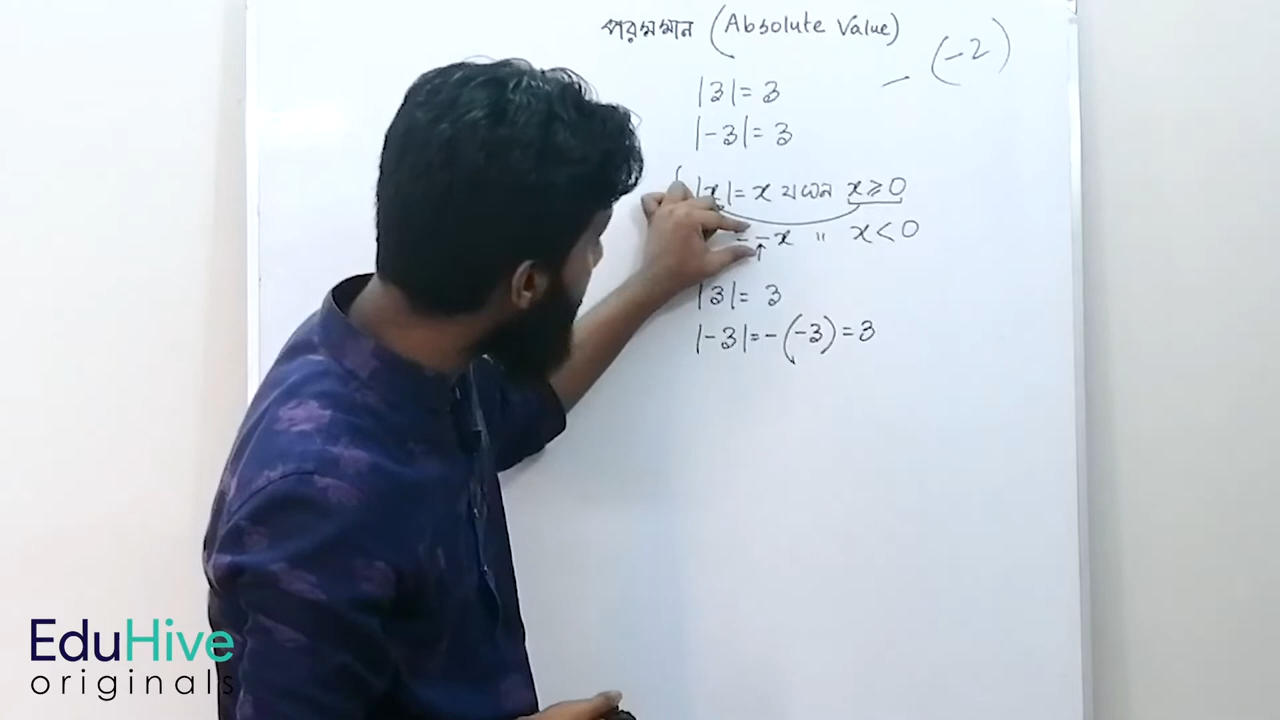 পরমমান (Absolute Value)
- (-2)
|3| = 3
|-3| = 3
|x| = x যখন x ≥ 0
= -x " x < 0
|3| = 3
|-3| = -(-3) = 3
EduHive
originals